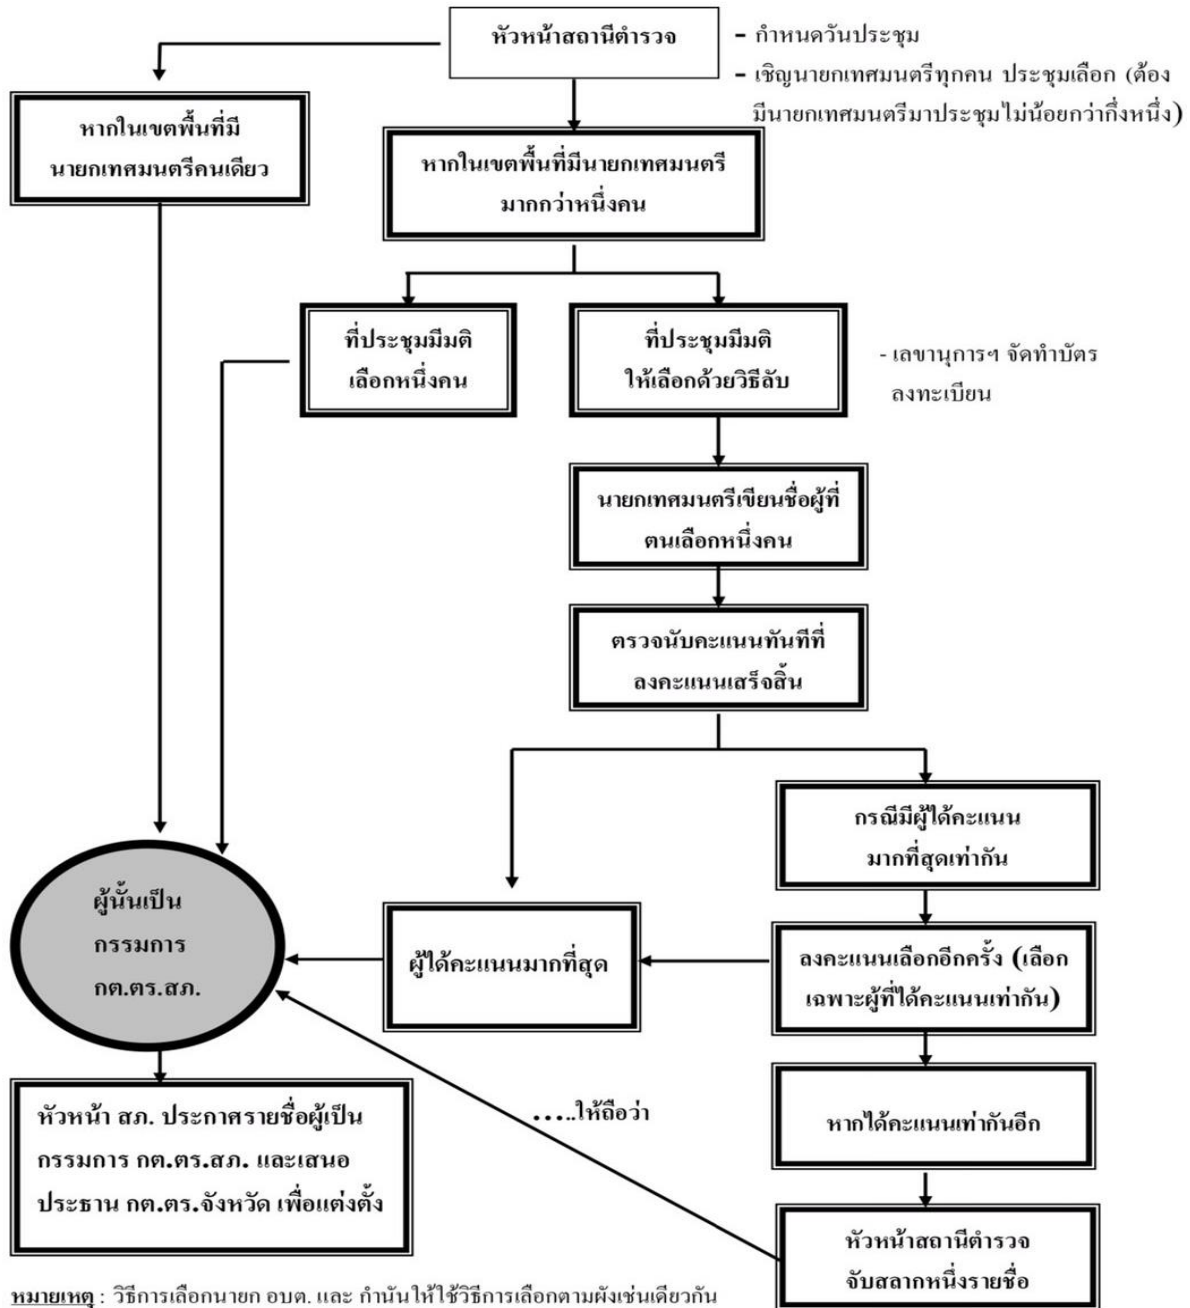 หัวหน้าสถานีตำรวจ
- กำหนดวันประชุม
- เชิญนายกเทศมนตรีทุกคน ประชุมเลือก (ต้อง
มีนายกเทศมนตรีมาประชุมไม่น้อยกว่ากึ่งหนึ่ง)
หากในเขตพื้นที่มี
นายกเทศมนตรีคนเดียว
หากในเขตพื้นที่มีนายกเทศมนตรี
มากกว่าหนึ่งคน
ที่ประชุมมีมติ
เลือกหนึ่งคน
ที่ประชุมมีมติ
ให้เลือกด้วยวิธีลับ
- เลขานุการฯ จัดทำบัตร
ลงทะเบียน
นายกเทศมนตรีเขียนชื่อผู้ที่
ตนเลือกหนึ่งคน
ตรวจนับคะแนนทันทีที่
ลงคะแนนเสร็จสิ้น
กรณีมีผู้ได้คะแนน
มากที่สุดเท่ากัน
ผู้นั้นเป็น
กรรมการ
กต.ตร.สภ.
ผู้ได้คะแนนมากที่สุด
ลงคะแนนเลือกอีกครั้ง (เลือก
เฉพาะผู้ที่ได้คะแนนเท่ากัน)
หัวหน้า สภ. ประกาศรายชื่อผู้เป็น
กรรมการ กต.ตร.สภ. และเสนอ
ประธาน กต.ตร.จังหวัด เพื่อแต่งตั้ง
.....ให้ถือว่า
หากได้คะแนนเท่ากันอีก
หัวหน้าสถานีตำรวจ
จับสลากหนึ่งรายชื่อ
หมายเหตุ : วิธีการเลือกนายก อบต. และ กำนันให้ใช้วิธีการเลือกตามผังเช่นเดียวกัน